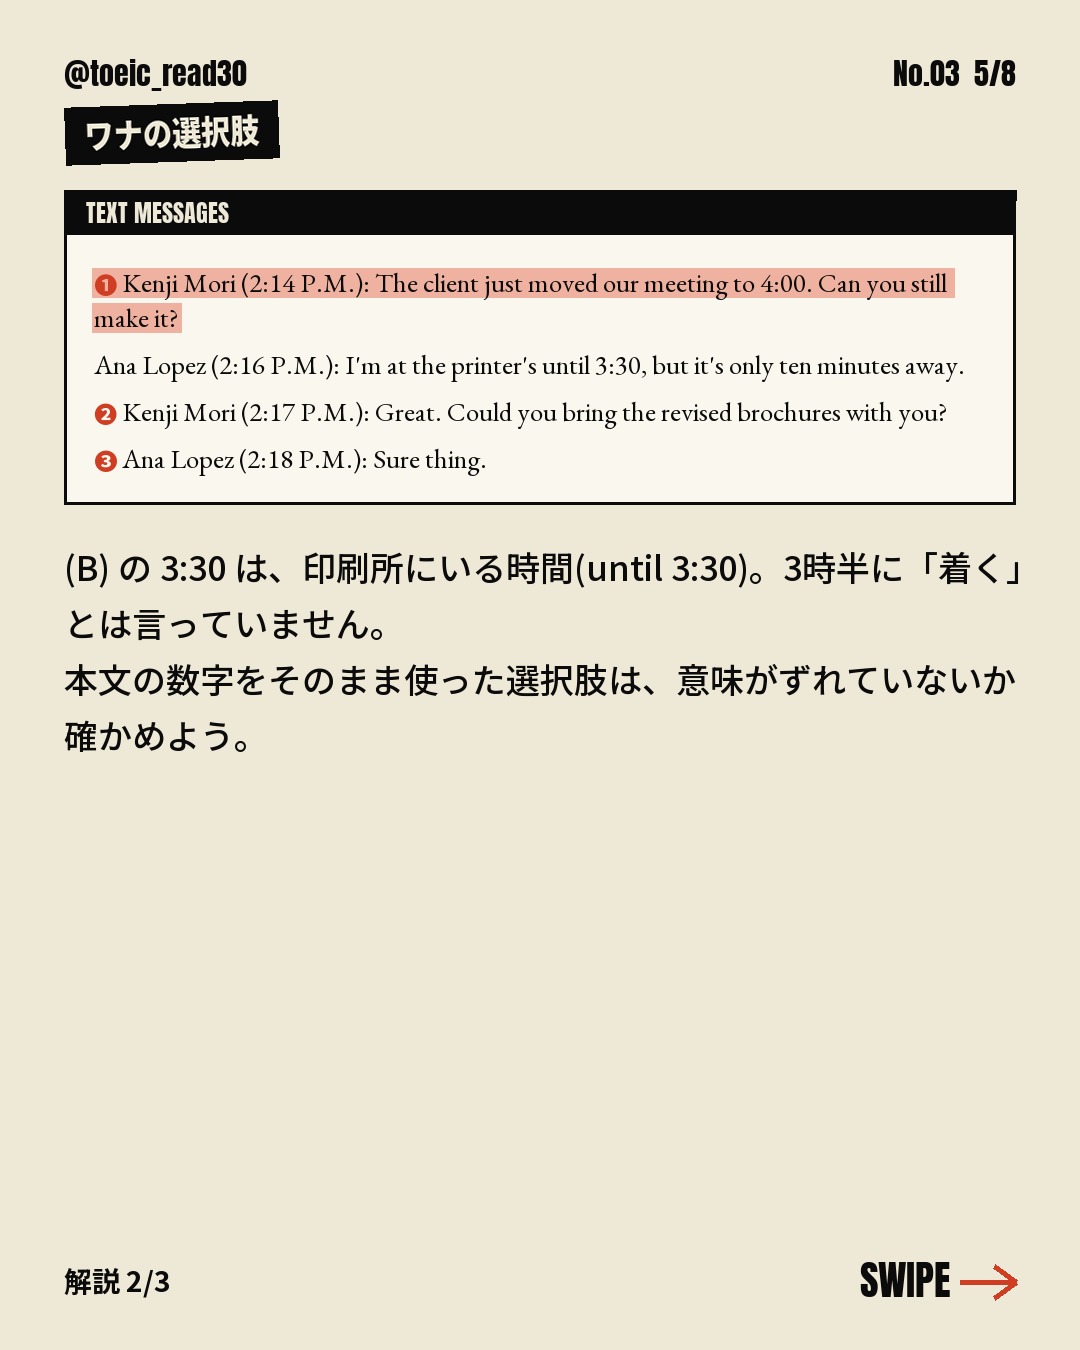 @toeic_read30
No.03 5/8
ワナの選択肢
TEXT MESSAGES
❶ Kenji Mori (2:14 P.M.): The client just moved our meeting to 4:00. Can you still
make it?
Ana Lopez (2:16 P.M.): I'm at the printer's until 3:30, but it's only ten minutes away.
❷ Kenji Mori (2:17 P.M.): Great. Could you bring the revised brochures with you?
❸ Ana Lopez (2:18 P.M.): Sure thing.
(B) の 3:30 は、印刷所にいる時間(until 3:30)。3時半に「着く」
とは言っていません。
本文の数字をそのまま使った選択肢は、意味がずれていないか
確かめよう。
解説 2/3
SWIPE →